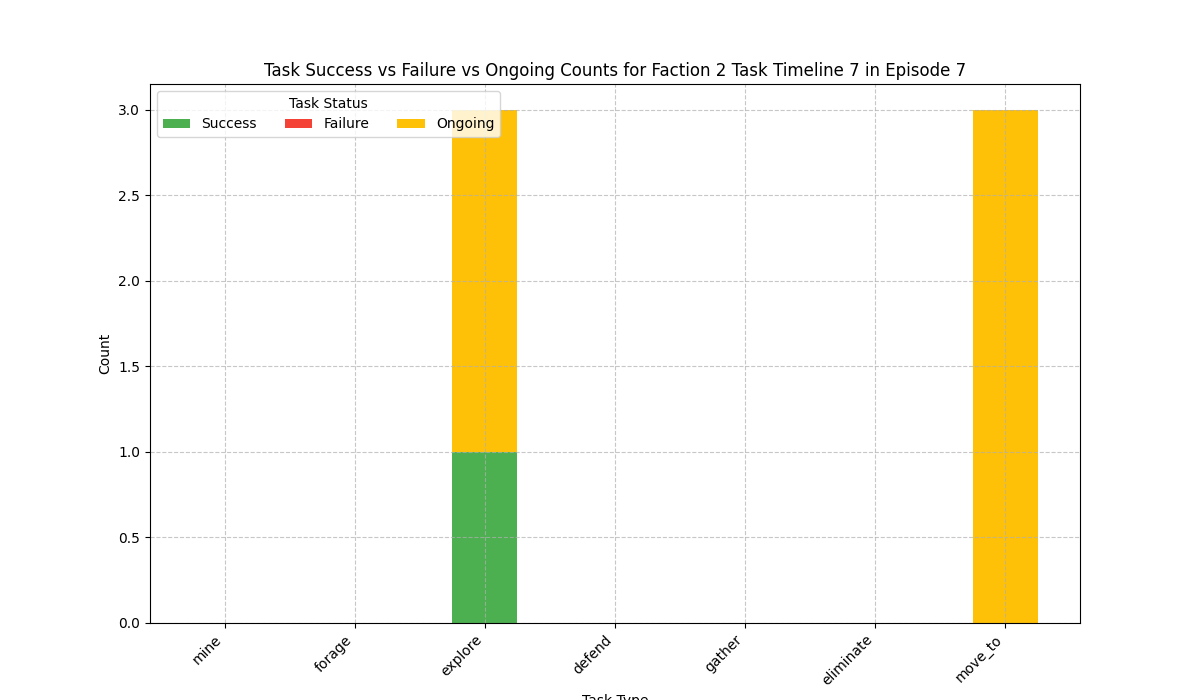 Task Success vs Failure vs Ongoing Counts for Faction 2 Task Timeline 7 in Episode 7
Task Status
Success Failure Ongoing
3.0
2.5
2.0
1.5
1.0
0.5
0.0
Count
mine forage explore defend gather eliminate move_to
Task Type